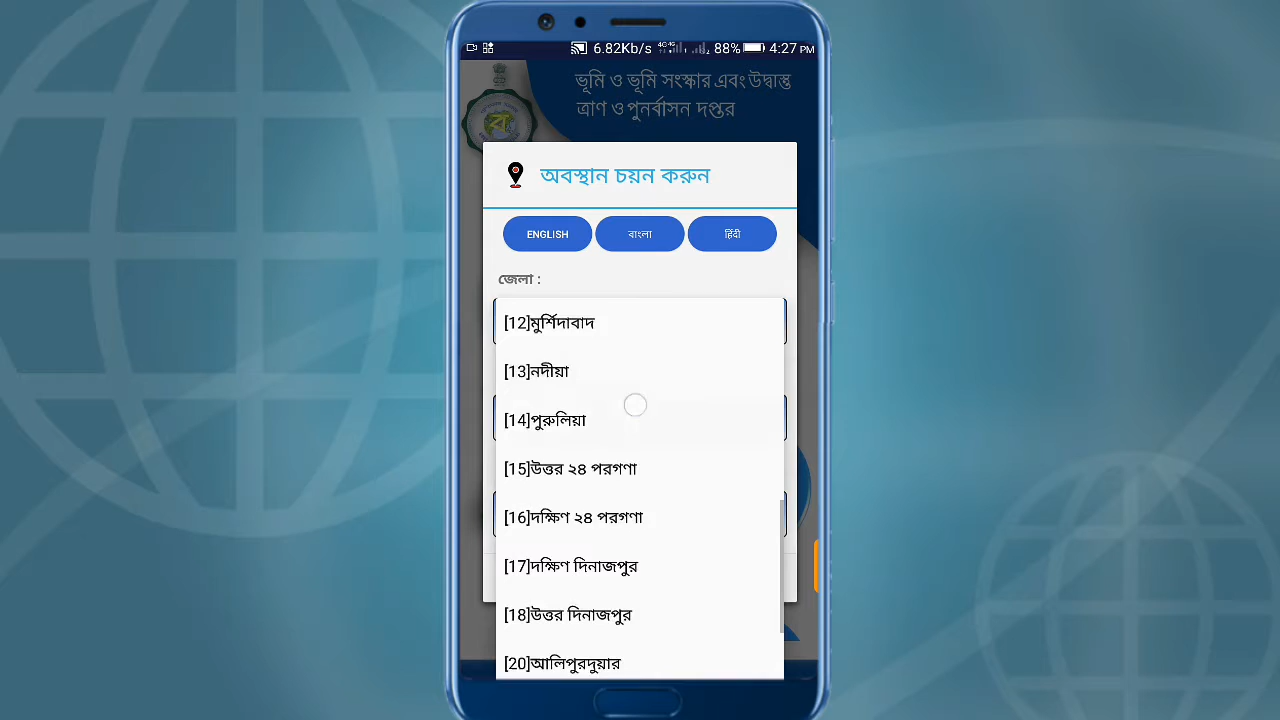 6.82Kb/s 88% 4:27 PM
ভূমি ও ভূমি সংস্কার এবং উদ্বাস্তু
ত্রাণ ও পুনর্বাসন দপ্তর
অবস্থান চয়ন করুন
ENGLISH বাংলা हिंदी
জেলা :
[12]মুর্শিদাবাদ
[13]নদীয়া
[14]পুরুলিয়া
[15]উত্তর ২৪ পরগণা
[16]দক্ষিণ ২৪ পরগণা
[17]দক্ষিণ দিনাজপুর
[18]উত্তর দিনাজপুর
[20]আলিপুরদুয়ার